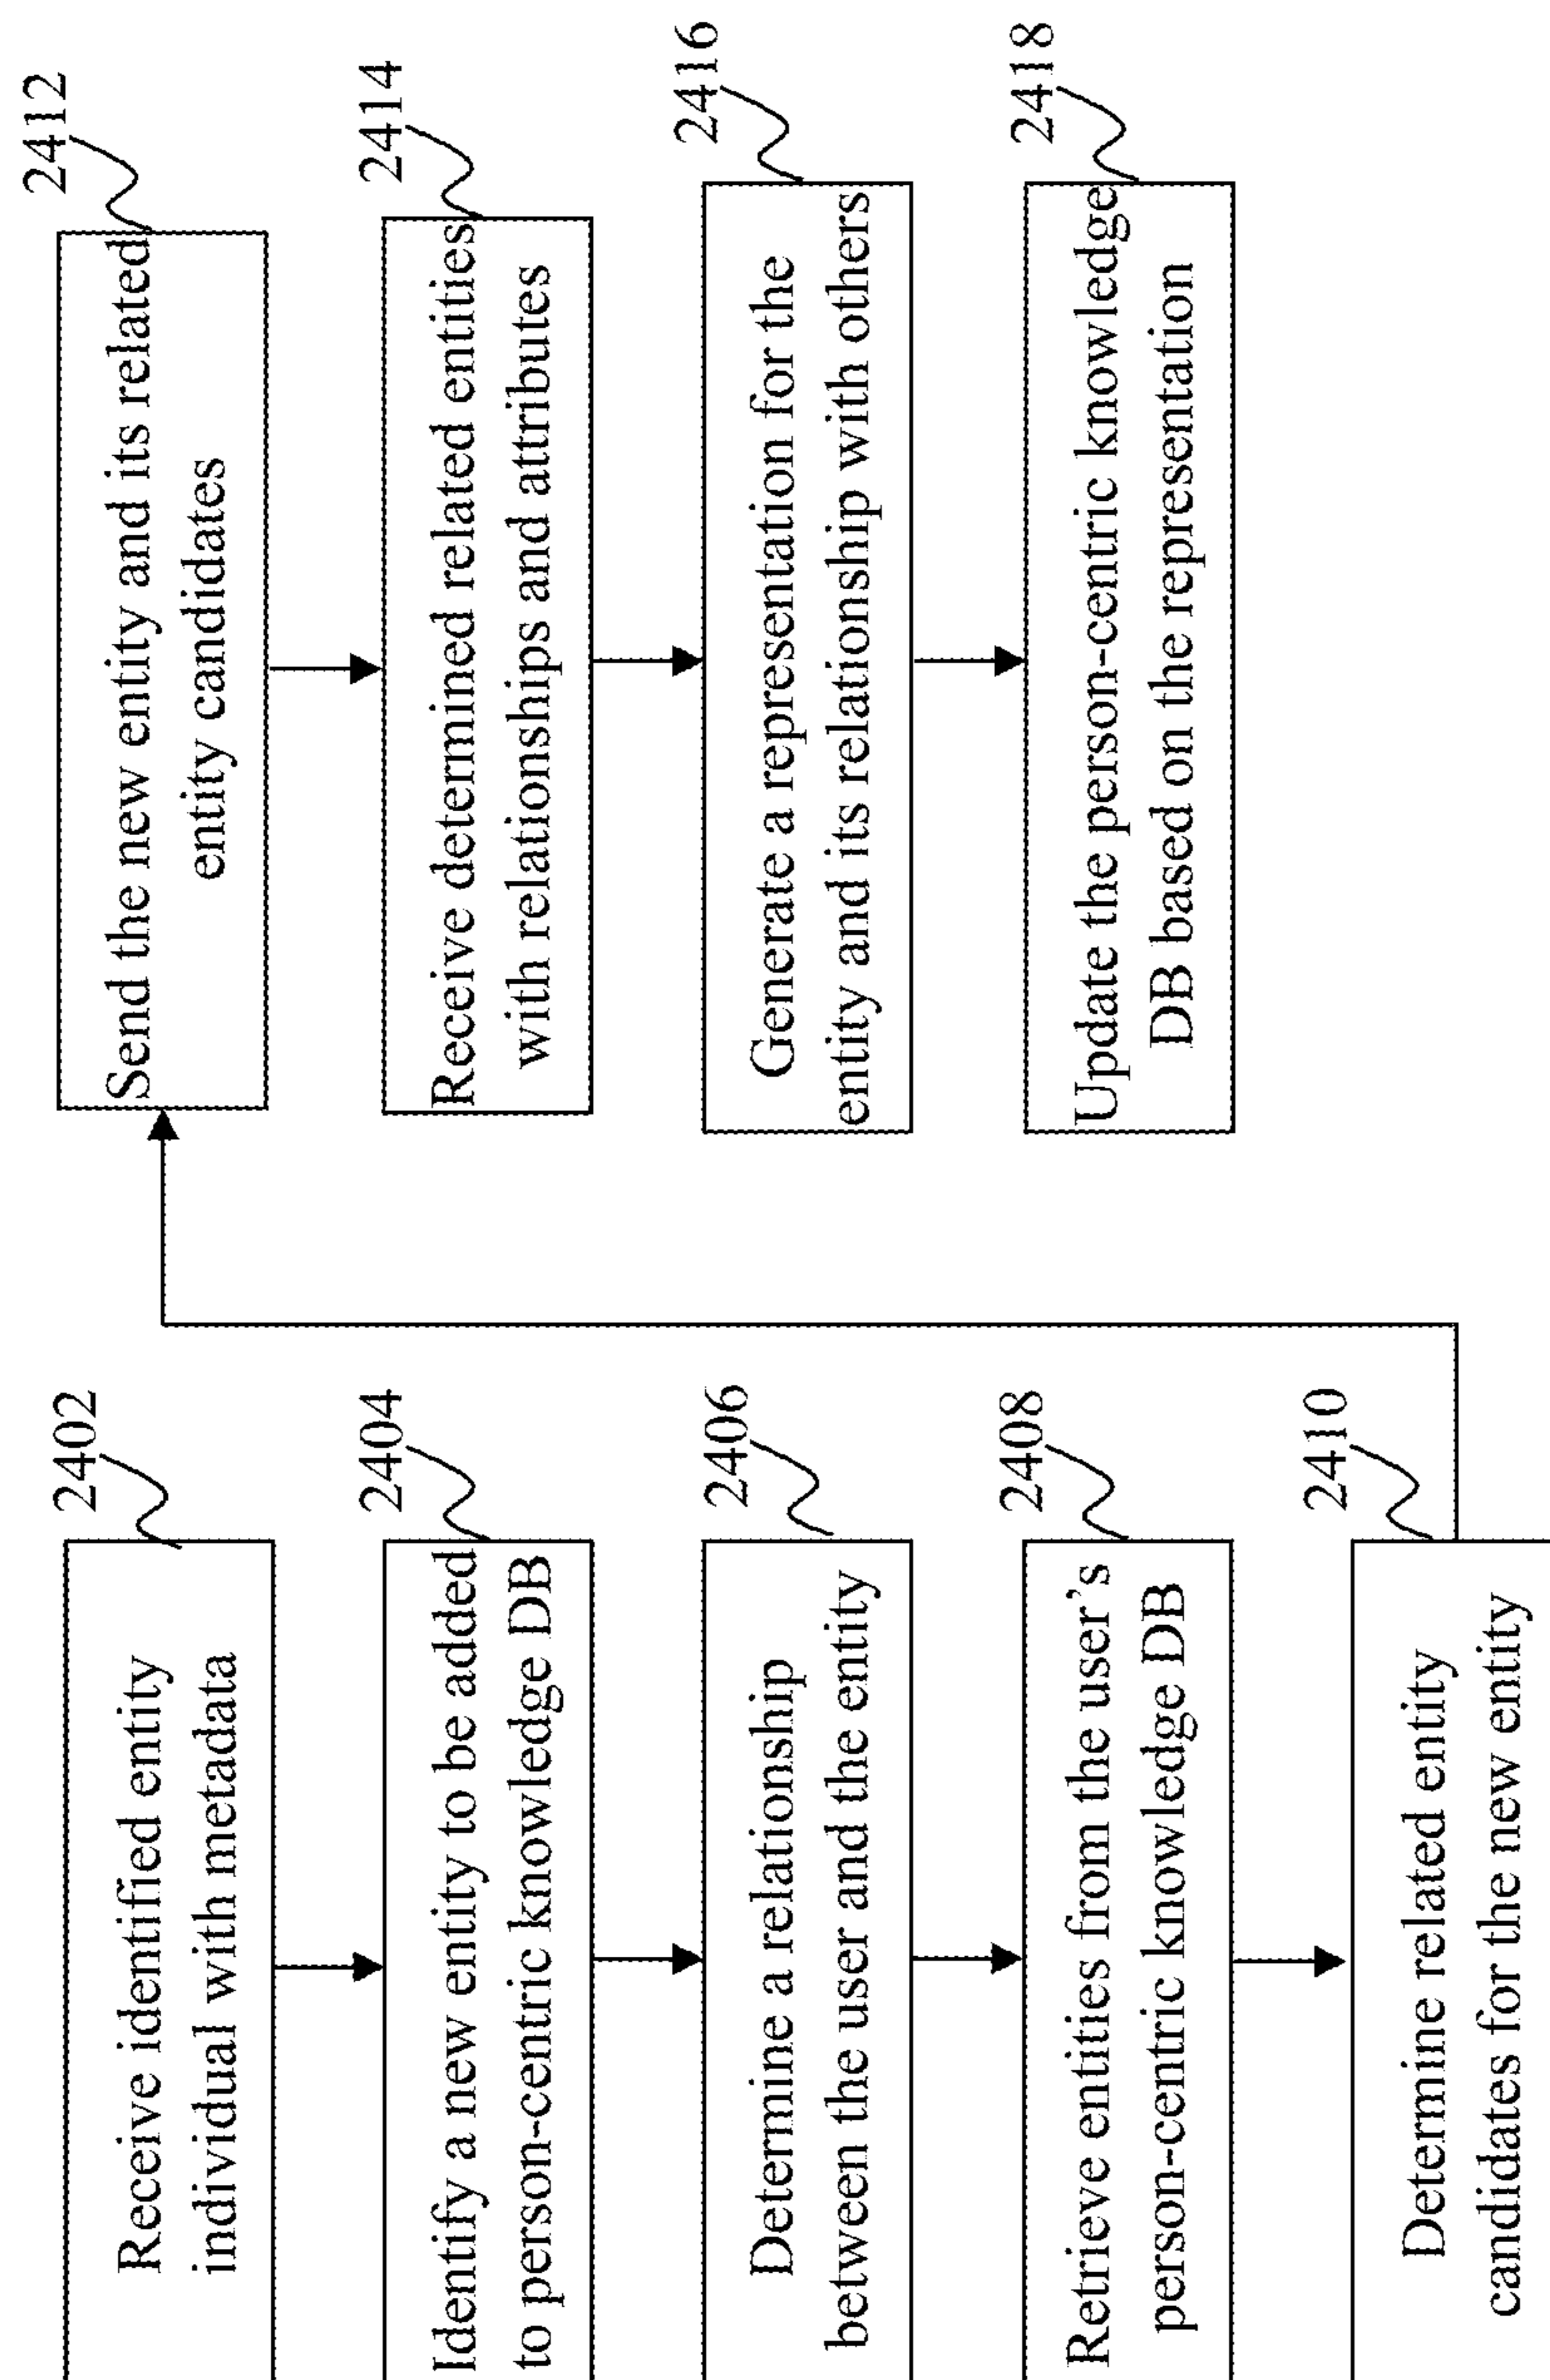 2402
Receive identified entity
individual with metadata
2404
Identify a new entity to be added
to person-centric knowledge DB
2406
Determine a relationship
between the user and the entity
2408
Retrieve entities from the user's
person-centric knowledge DB
2410
Determine related entity
candidates for the new entity
2412
Send the new entity and its related
entity candidates
2414
Receive determined related entities
with relationships and attributes
2416
Generate a representation for the
entity and its relationship with others
2418
Update the person-centric knowledge
DB based on the representation